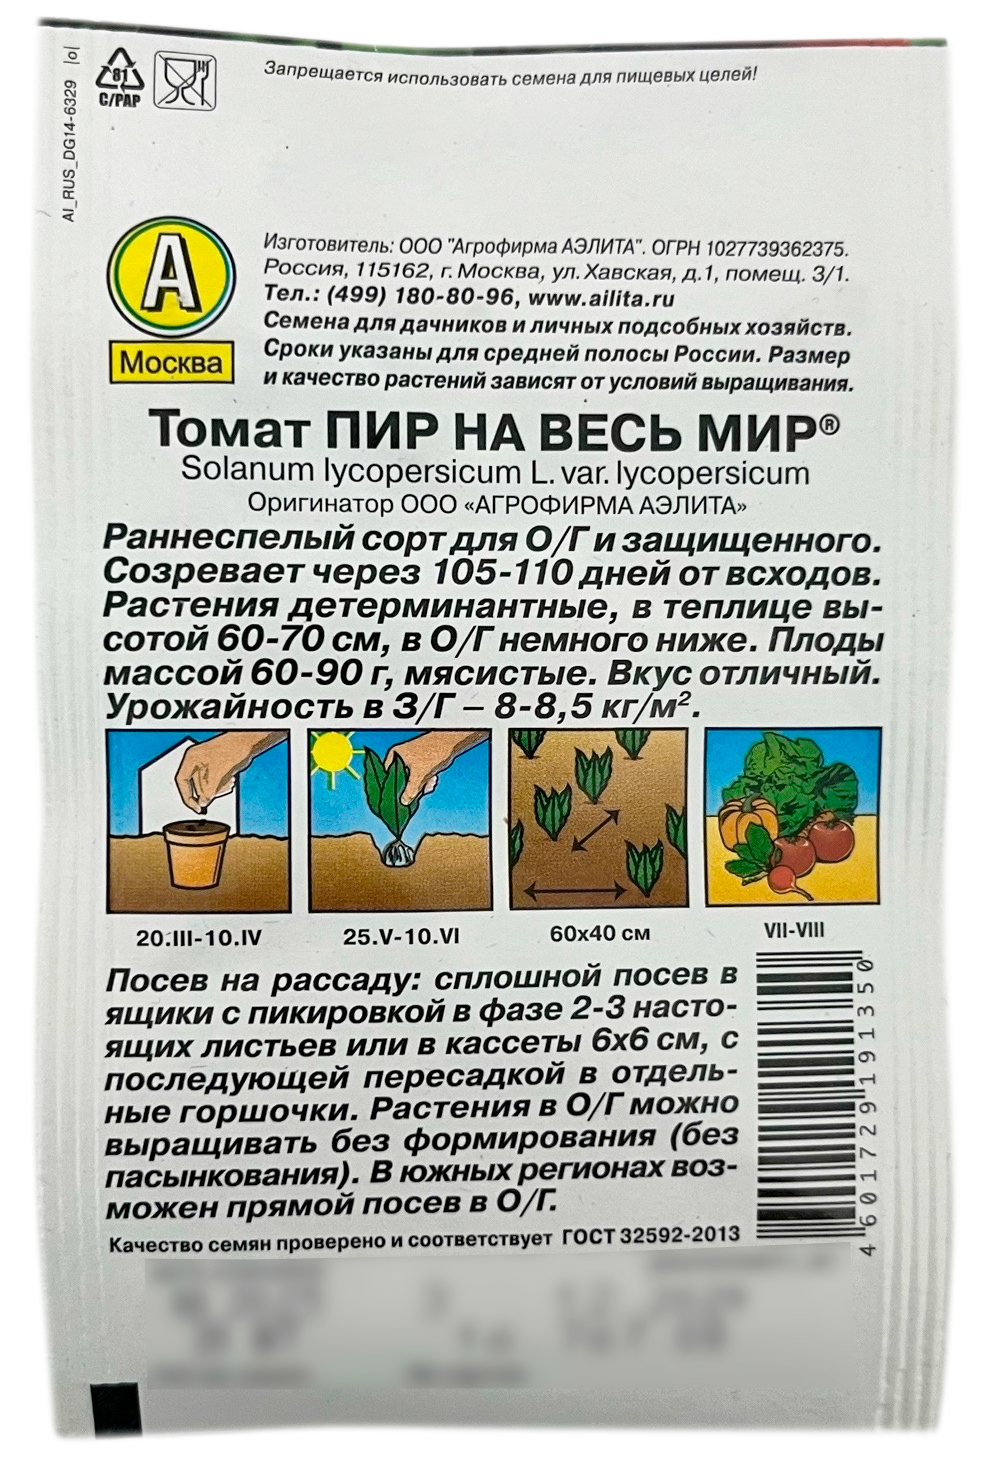 Запрещается использовать семена для пищевых целей!
81
C/PAP
AI_RUS_DG14-6329
А
Москва
Изготовитель: ООО "Агрофирма АЭЛИТА". ОГРН 1027739362375.
Россия, 115162, г. Москва, ул. Хавская, д.1, помещ. 3/1.
Тел.: (499) 180-80-96, www.ailita.ru
Семена для дачников и личных подсобных хозяйств.
Сроки указаны для средней полосы России. Размер
и качество растений зависят от условий выращивания.
Томат ПИР НА ВЕСЬ МИР®
Solanum lycopersicum L. var. lycopersicum
Оригинатор ООО «АГРОФИРМА АЭЛИТА»
Раннеспелый сорт для О/Г и защищенного.
Созревает через 105-110 дней от всходов.
Растения детерминантные, в теплице вы-
сотой 60-70 см, в О/Г немного ниже. Плоды
массой 60-90 г, мясистые. Вкус отличный.
Урожайность в З/Г – 8-8,5 кг/м².
20.III-10.IV
25.V-10.VI
60х40 см
VII-VIII
Посев на рассаду: сплошной посев в
ящики с пикировкой в фазе 2-3 насто-
ящих листьев или в кассеты 6х6 см, с
последующей пересадкой в отдель-
ные горшочки. Растения в О/Г можно
выращивать без формирования (без
пасынкования). В южных регионах воз-
можен прямой посев в О/Г.
Качество семян проверено и соответствует ГОСТ 32592-2013
4 601729 191350